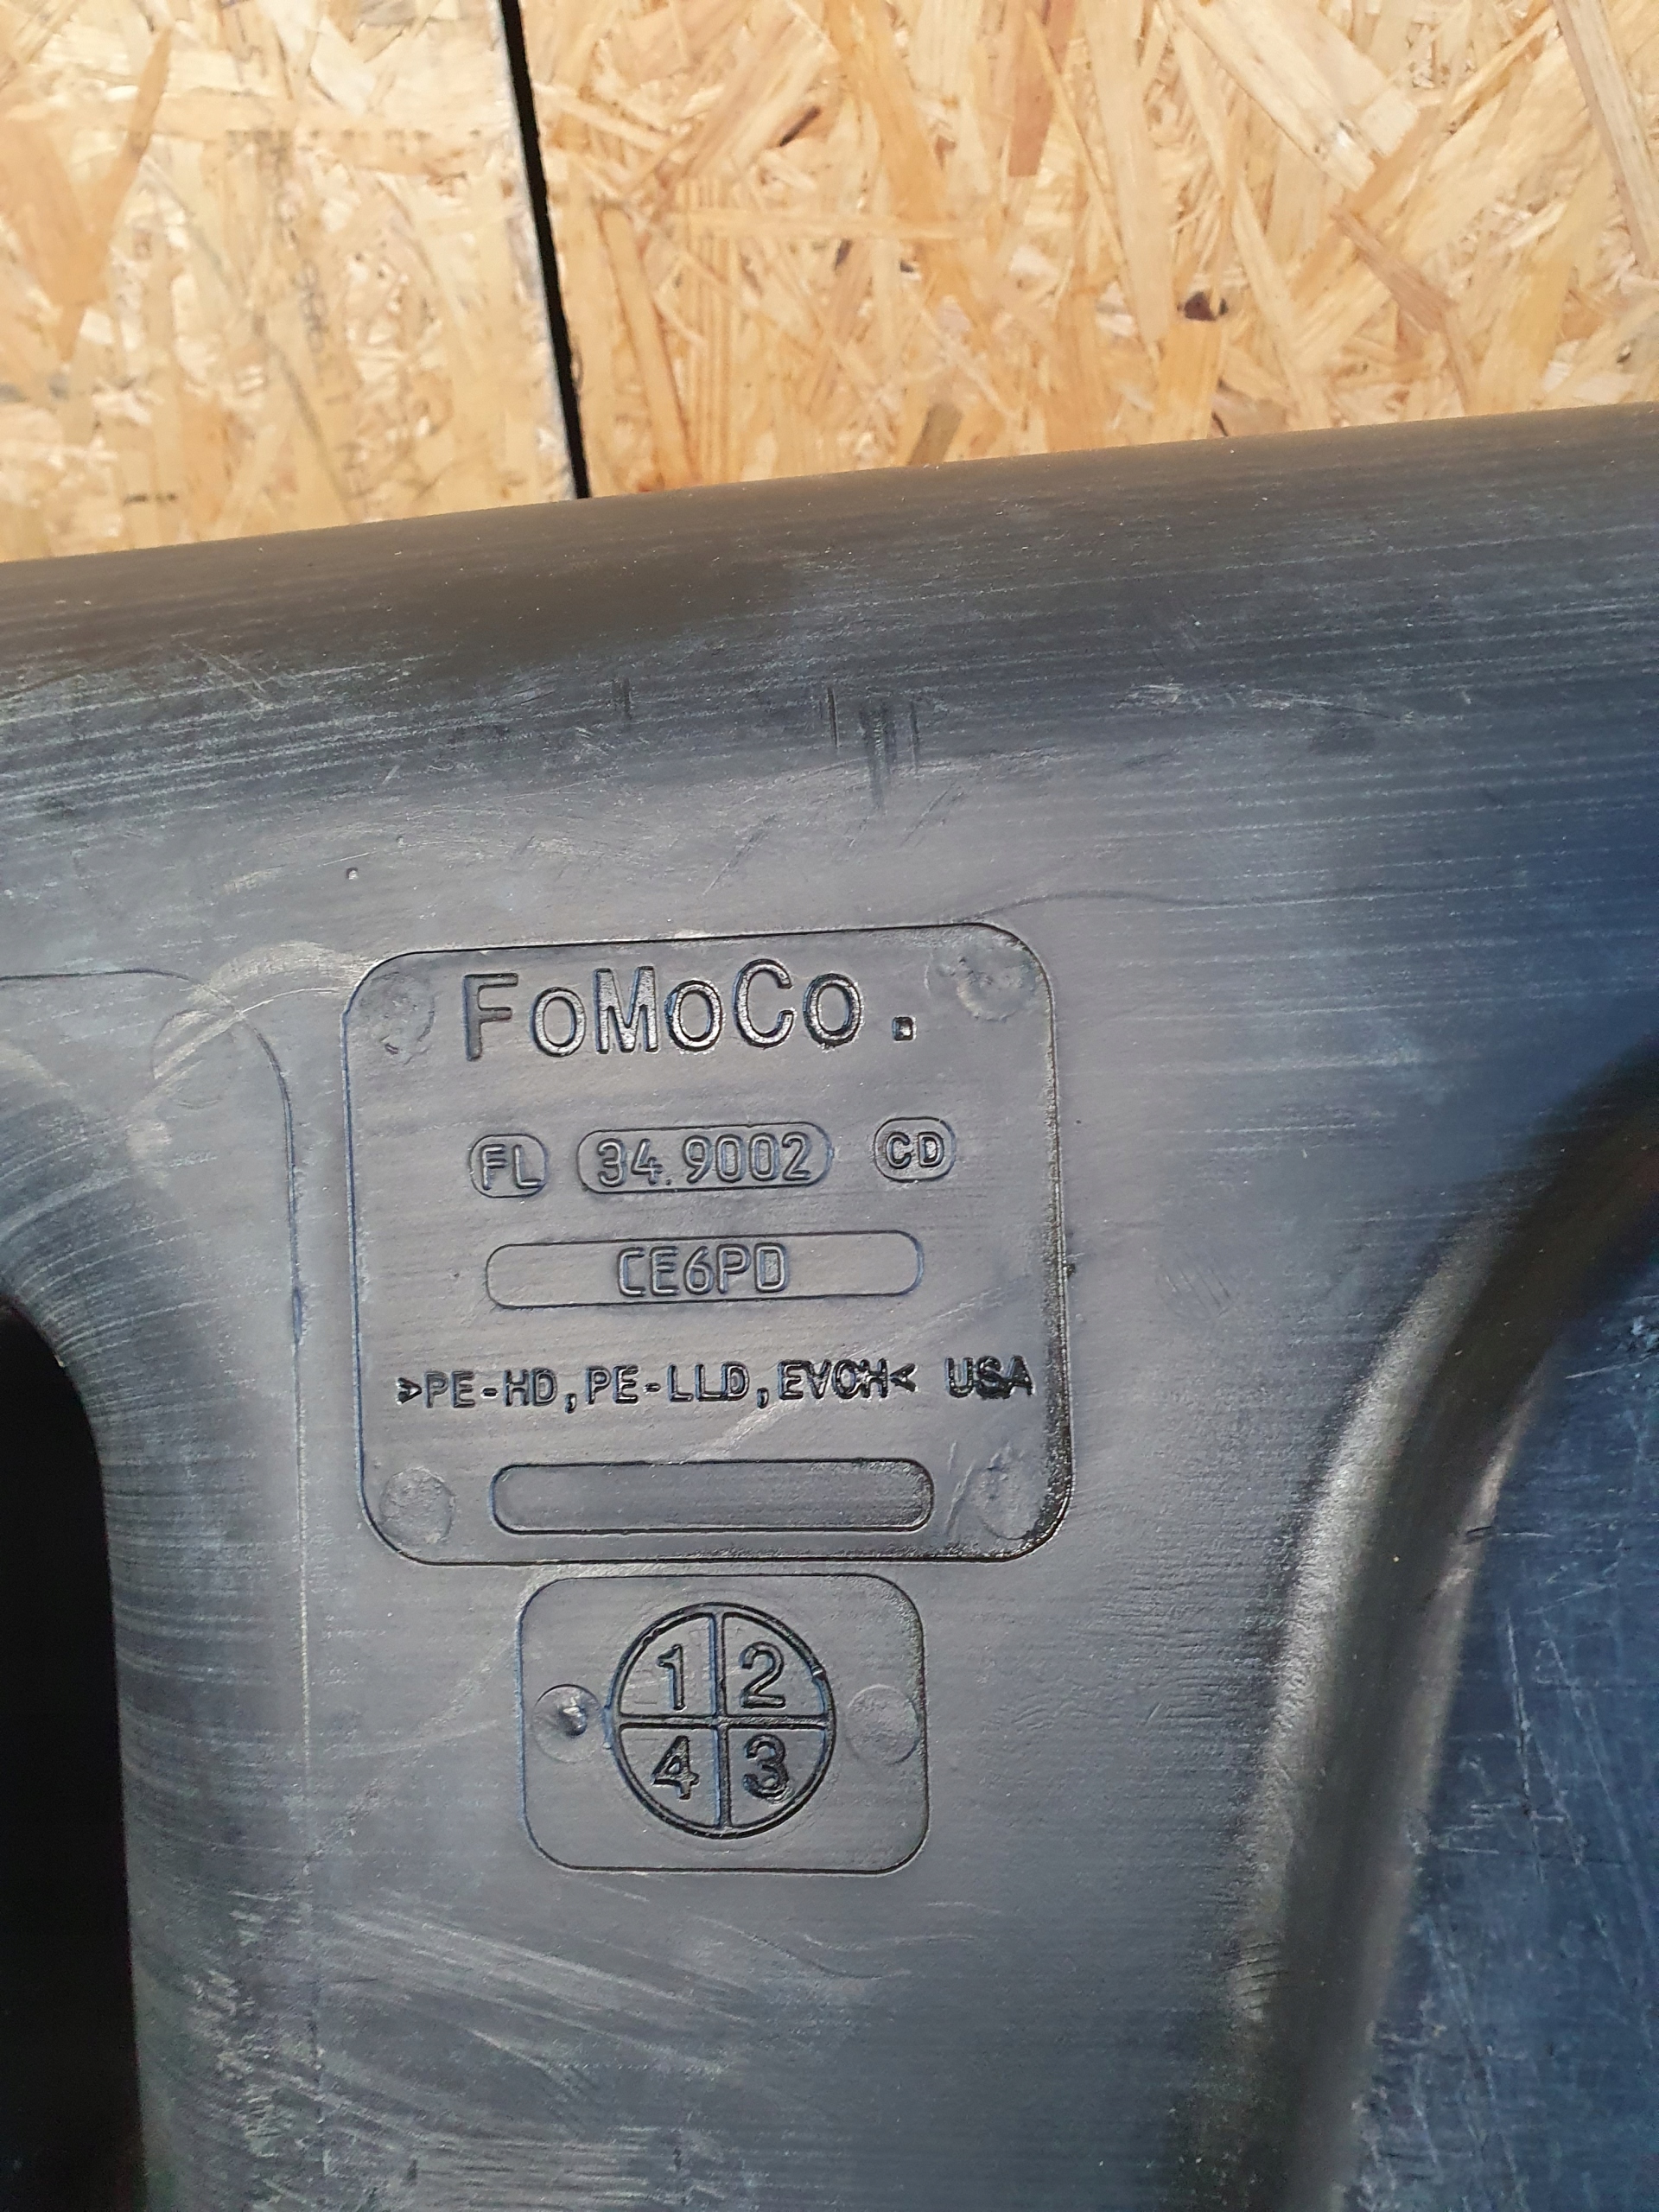 FoMoCo.
FL 34.9002 CD
CE6PD
>PE-HD,PE-LLD,EVOH< USA
1 2
4 3